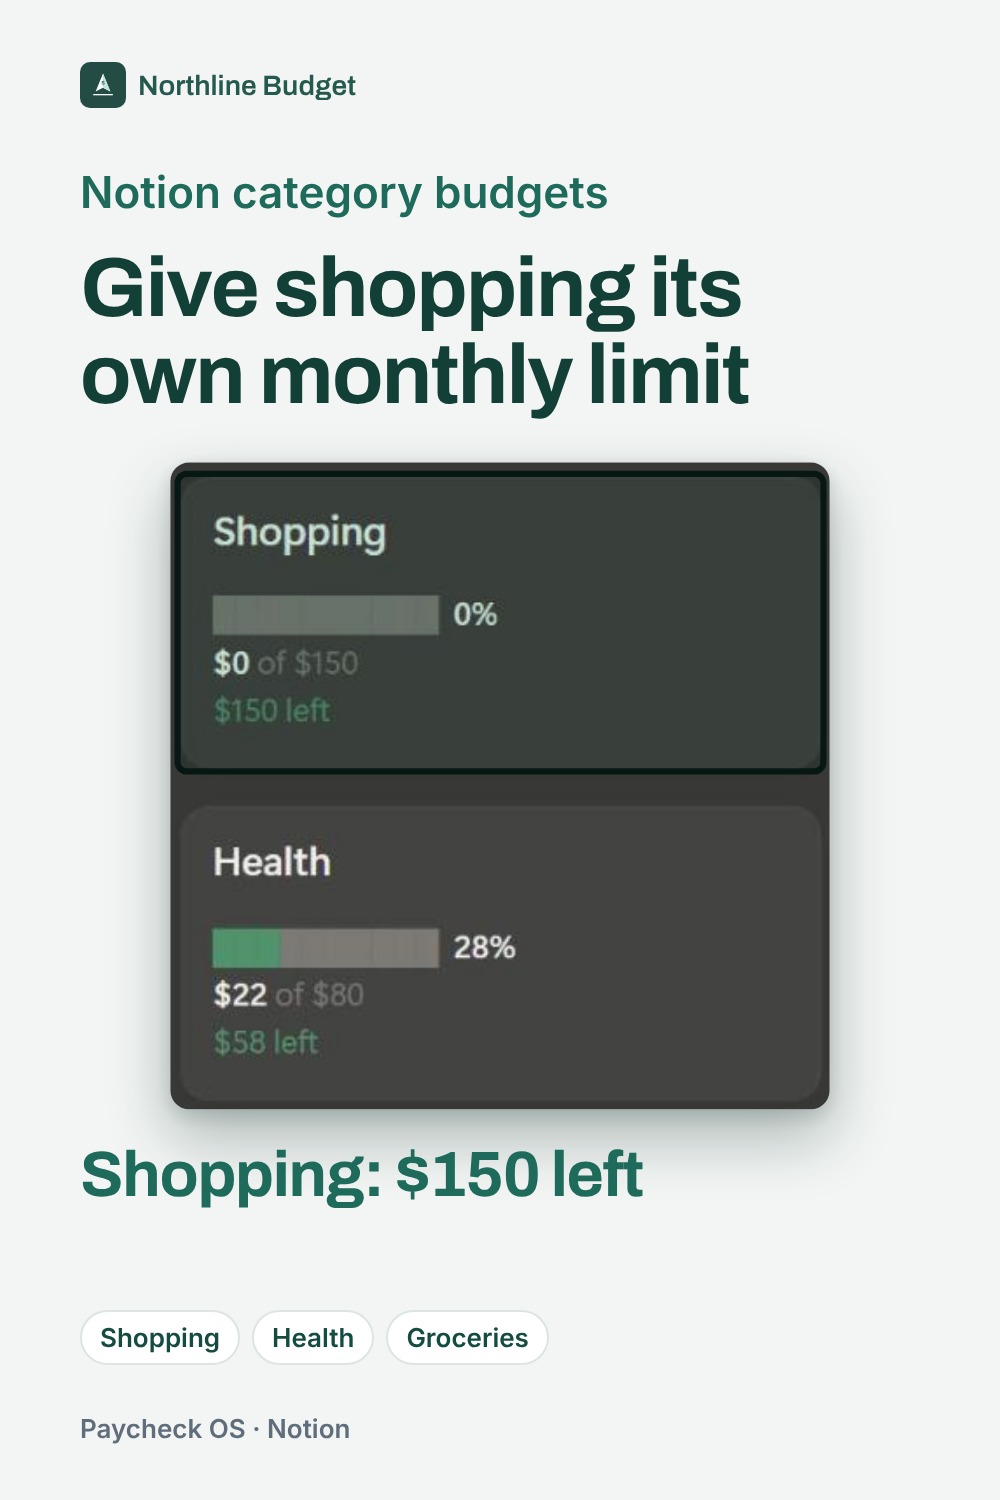 Northline Budget
Notion category budgets
Give shopping its
own monthly limit
Shopping
0%
$0 of $150
$150 left
Health
28%
$22 of $80
$58 left
Shopping: $150 left
Shopping
Health
Groceries
Paycheck OS · Notion